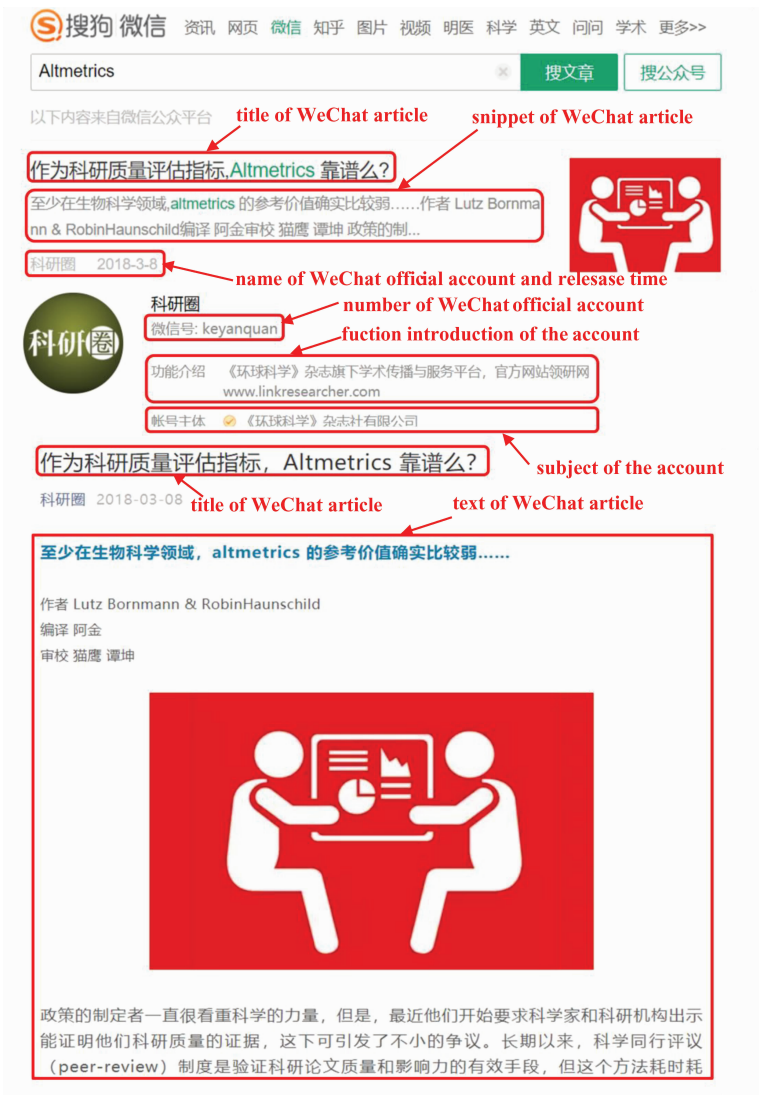 搜狗 微信 资讯 网页 微信 知乎 图片 视频 明医 科学 英文 问问 学术 更多>>
Altmetrics × 搜文章 搜公众号
以下内容来自微信公众平台
title of WeChat article
snippet of WeChat article
作为科研质量评估指标,Altmetrics 靠谱么?
至少在生物科学领域,altmetrics 的参考价值确实比较弱……作者 Lutz Bornma
nn & RobinHaunschild编译 阿金审校 猫鹰 谭坤 政策的制...
科研圈 2018-3-8
name of WeChat official account and relesase time
科研圈
number of WeChat official account
微信号: keyanquan
科研圈
fuction introduction of the account
功能介绍 《环球科学》杂志旗下学术传播与服务平台，官方网站领研网
www.linkresearcher.com
帐号主体 《环球科学》杂志社有限公司
作为科研质量评估指标，Altmetrics 靠谱么？
subject of the account
科研圈 2018-03-08
title of WeChat article
text of WeChat article
至少在生物科学领域，altmetrics 的参考价值确实比较弱……
作者 Lutz Bornmann & RobinHaunschild
编译 阿金
审校 猫鹰 谭坤
政策的制定者一直很看重科学的力量，但是，最近他们开始要求科学家和科研机构出示
能证明他们科研质量的证据，这下可引发了不小的争议。长期以来，科学同行评议
（peer-review）制度是验证科研论文质量和影响力的有效手段，但这个方法耗时耗